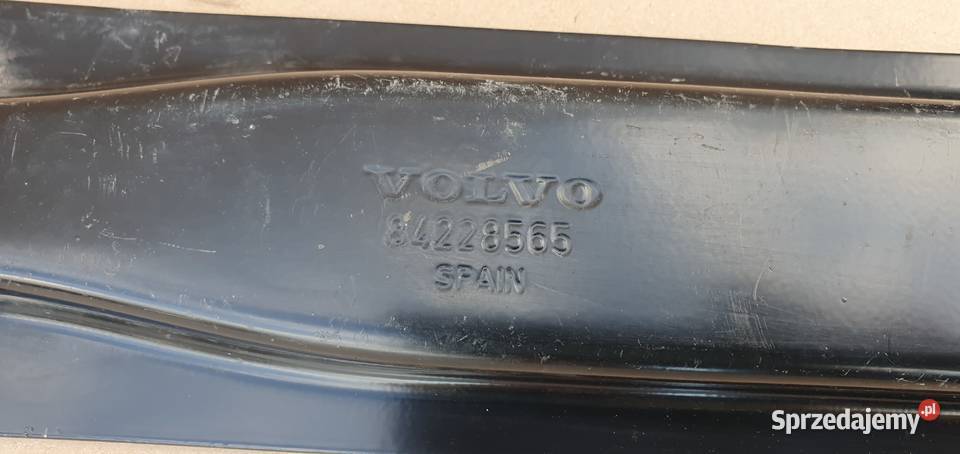 VOLVO
84228565
SPAIN
Sprzedajemy.pl